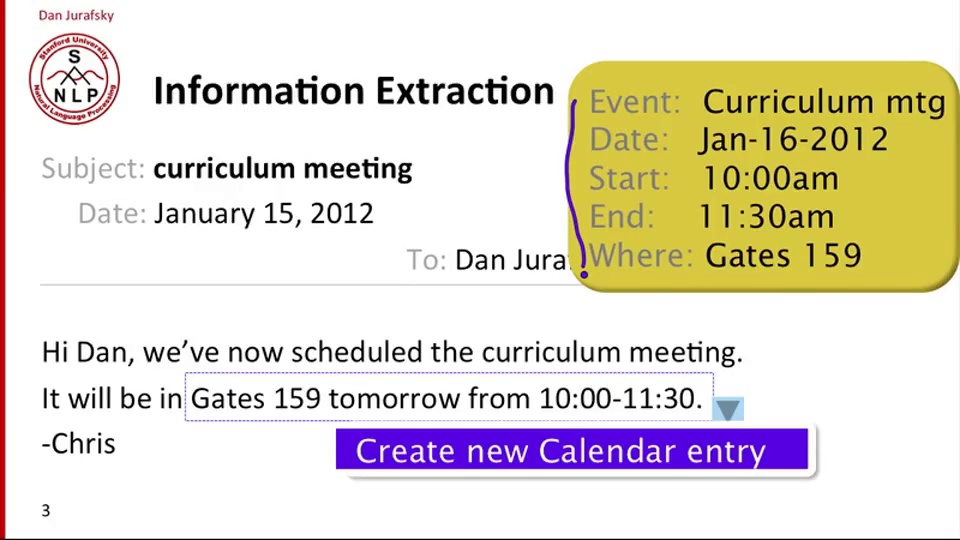 Dan Jurafsky
Stanford University
S
NLP
Natural Language Processing
Information Extraction
Event: Curriculum mtg
Date: Jan-16-2012
Start: 10:00am
End: 11:30am
Where: Gates 159
Subject: curriculum meeting
Date: January 15, 2012
To: Dan Jura
Hi Dan, we’ve now scheduled the curriculum meeting.
It will be in Gates 159 tomorrow from 10:00-11:30.
-Chris
Create new Calendar entry
3